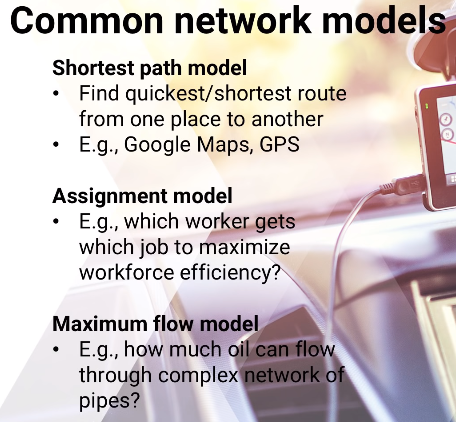 Common network models
Shortest path model
• Find quickest/shortest route
from one place to another
• E.g., Google Maps, GPS
Assignment model
• E.g., which worker gets
which job to maximize
workforce efficiency?
Maximum flow model
• E.g., how much oil can flow
through complex network of
pipes?